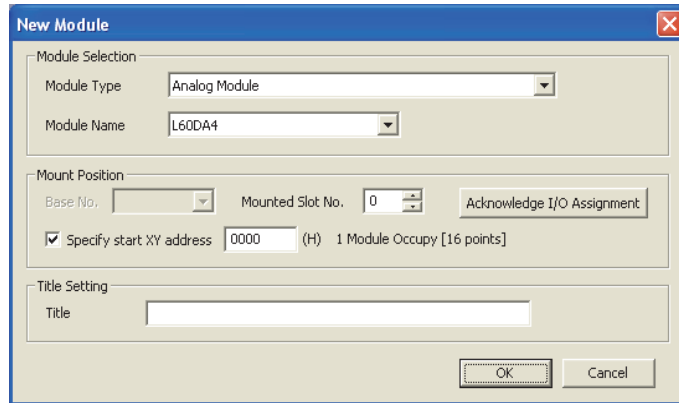 New Module
Module Selection
Module Type Analog Module
Module Name L60DA4
Mount Position
Base No. Mounted Slot No. 0 Acknowledge I/O Assignment
Specify start XY address 0000 (H) 1 Module Occupy [16 points]
Title Setting
Title
OK Cancel